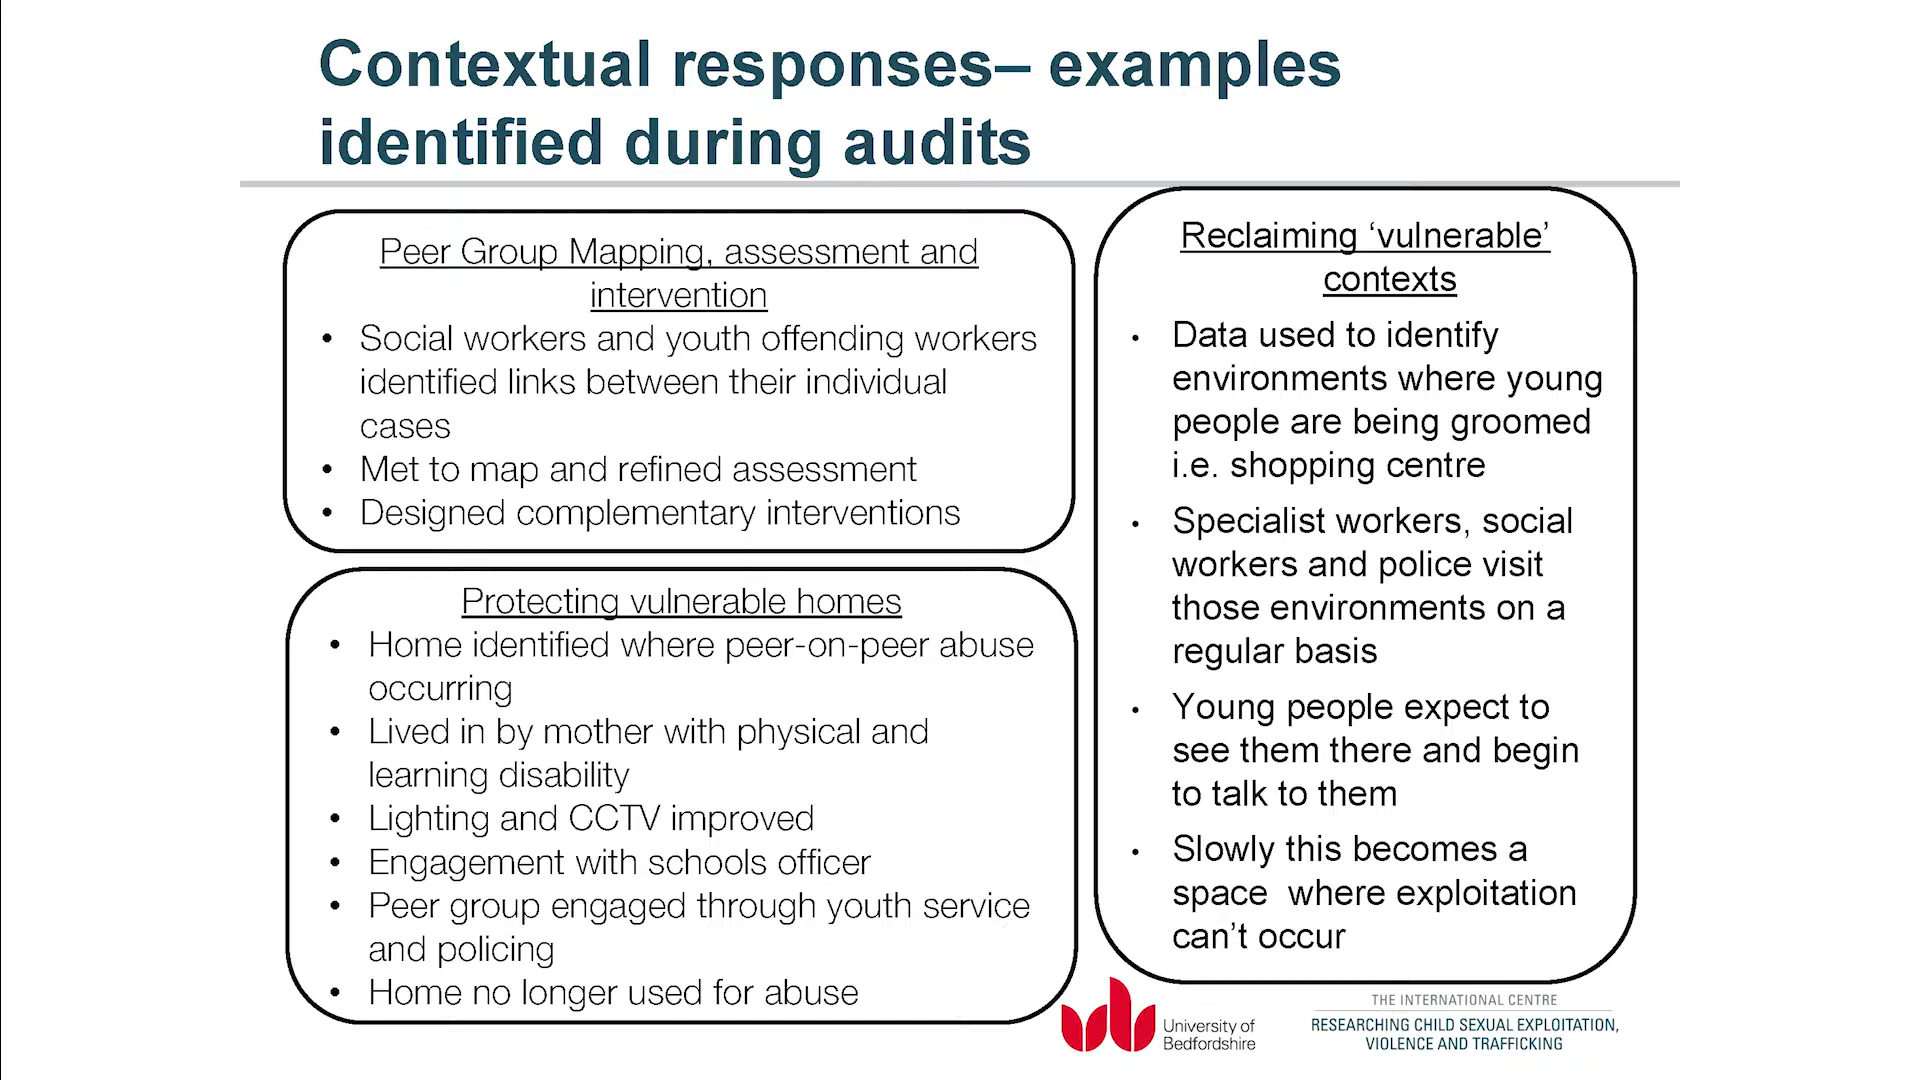 Contextual responses– examples
identified during audits
Peer Group Mapping, assessment and
intervention
• Social workers and youth offending workers
identified links between their individual
cases
• Met to map and refined assessment
• Designed complementary interventions
Protecting vulnerable homes
• Home identified where peer-on-peer abuse
occurring
• Lived in by mother with physical and
learning disability
• Lighting and CCTV improved
• Engagement with schools officer
• Peer group engaged through youth service
and policing
• Home no longer used for abuse
Reclaiming ‘vulnerable’
contexts
• Data used to identify
environments where young
people are being groomed
i.e. shopping centre
• Specialist workers, social
workers and police visit
those environments on a
regular basis
• Young people expect to
see them there and begin
to talk to them
• Slowly this becomes a
space  where exploitation
can’t occur
University of
Bedfordshire
THE INTERNATIONAL CENTRE
RESEARCHING CHILD SEXUAL EXPLOITATION,
VIOLENCE AND TRAFFICKING